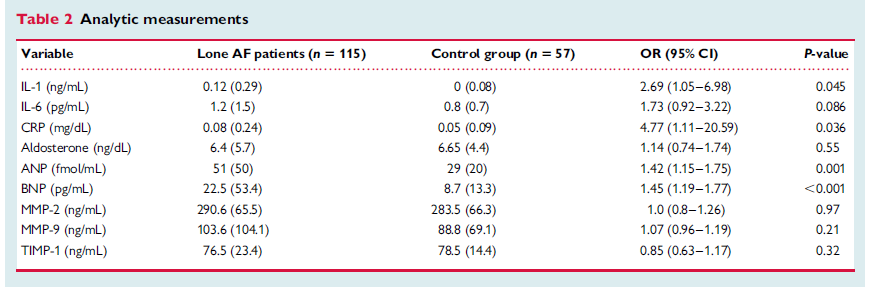 Table 2 Analytic measurements
Variable Lone AF patients (n = 115) Control group (n = 57) OR (95% CI) P-value
IL-1 (ng/mL) 0.12 (0.29) 0 (0.08) 2.69 (1.05–6.98) 0.045
IL-6 (pg/mL) 1.2 (1.5) 0.8 (0.7) 1.73 (0.92–3.22) 0.086
CRP (mg/dL) 0.08 (0.24) 0.05 (0.09) 4.77 (1.11–20.59) 0.036
Aldosterone (ng/dL) 6.4 (5.7) 6.65 (4.4) 1.14 (0.74–1.74) 0.55
ANP (fmol/mL) 51 (50) 29 (20) 1.42 (1.15–1.75) 0.001
BNP (pg/mL) 22.5 (53.4) 8.7 (13.3) 1.45 (1.19–1.77) <0.001
MMP-2 (ng/mL) 290.6 (65.5) 283.5 (66.3) 1.0 (0.8–1.26) 0.97
MMP-9 (ng/mL) 103.6 (104.1) 88.8 (69.1) 1.07 (0.96–1.19) 0.21
TIMP-1 (ng/mL) 76.5 (23.4) 78.5 (14.4) 0.85 (0.63–1.17) 0.32